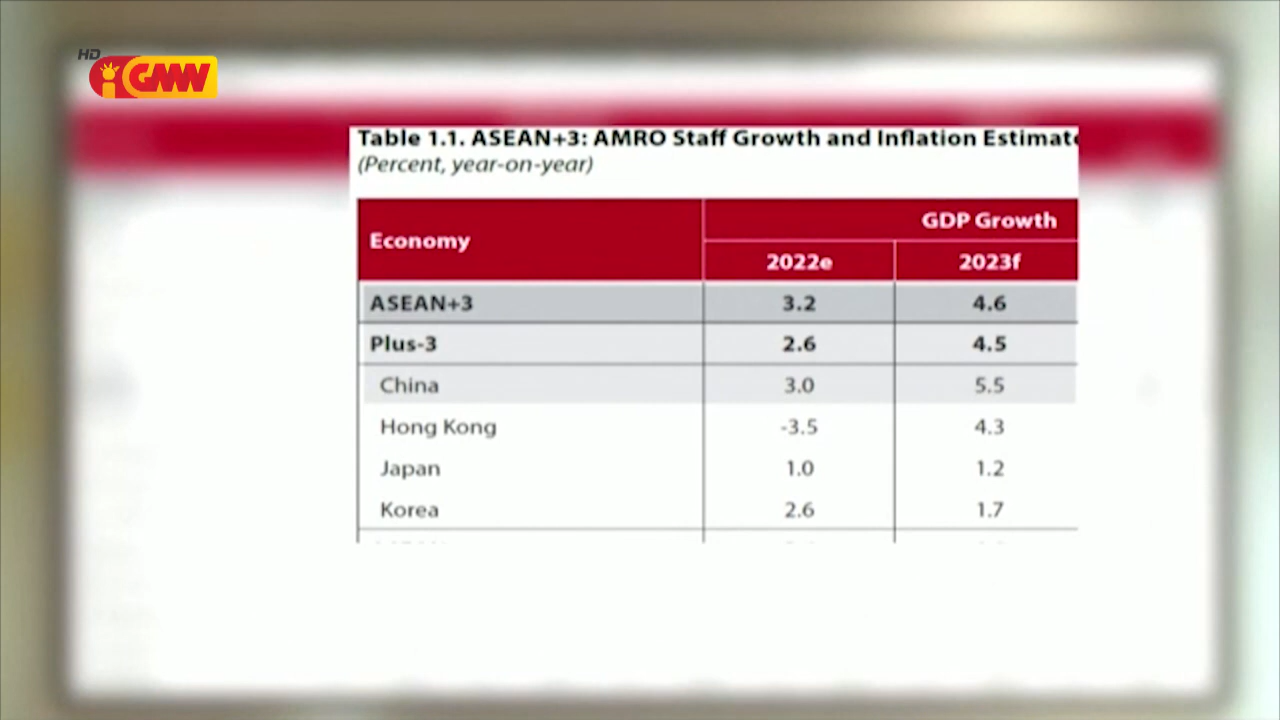 HD
iGMW
Table 1.1. ASEAN+3: AMRO Staff Growth and Inflation
(Percent, year-on-year)
Economy
GDP Growth
2022e 2023f
ASEAN+3 3.2 4.6
Plus-3 2.6 4.5
China 3.0 5.5
Hong Kong -3.5 4.3
Japan 1.0 1.2
Korea 2.6 1.7